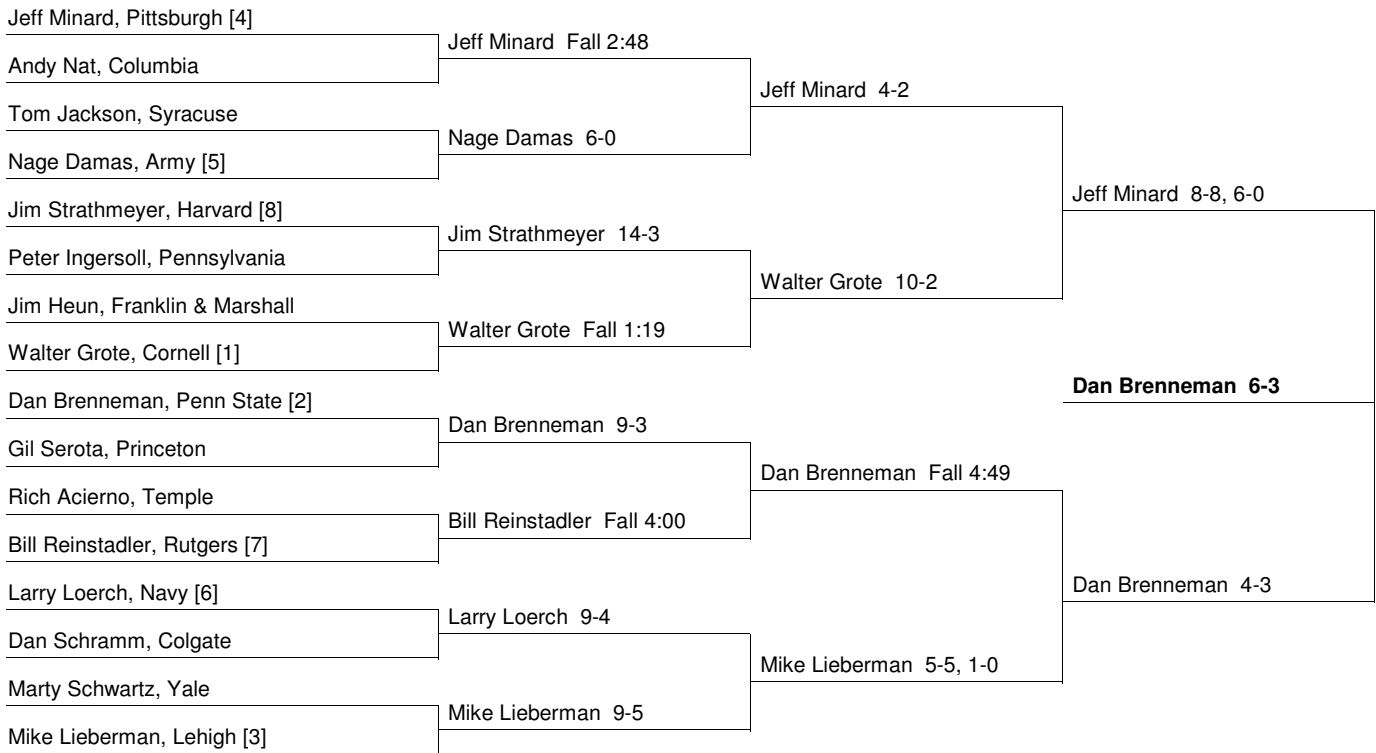 Jeff Minard, Pittsburgh [4]
Andy Nat, Columbia
Tom Jackson, Syracuse
Nage Damas, Army [5]
Jim Strathmeyer, Harvard [8]
Peter Ingersoll, Pennsylvania
Jim Heun, Franklin & Marshall
Walter Grote, Cornell [1]
Dan Brenneman, Penn State [2]
Gil Serota, Princeton
Rich Acierno, Temple
Bill Reinstadler, Rutgers [7]
Larry Loerch, Navy [6]
Dan Schramm, Colgate
Marty Schwartz, Yale
Mike Lieberman, Lehigh [3]
Jeff Minard Fall 2:48
Nage Damas 6-0
Jim Strathmeyer 14-3
Walter Grote Fall 1:19
Dan Brenneman 9-3
Bill Reinstadler Fall 4:00
Larry Loerch 9-4
Mike Lieberman 9-5
Jeff Minard 4-2
Walter Grote 10-2
Dan Brenneman Fall 4:49
Mike Lieberman 5-5, 1-0
Jeff Minard 8-8, 6-0
Dan Brenneman 4-3
Dan Brenneman 6-3